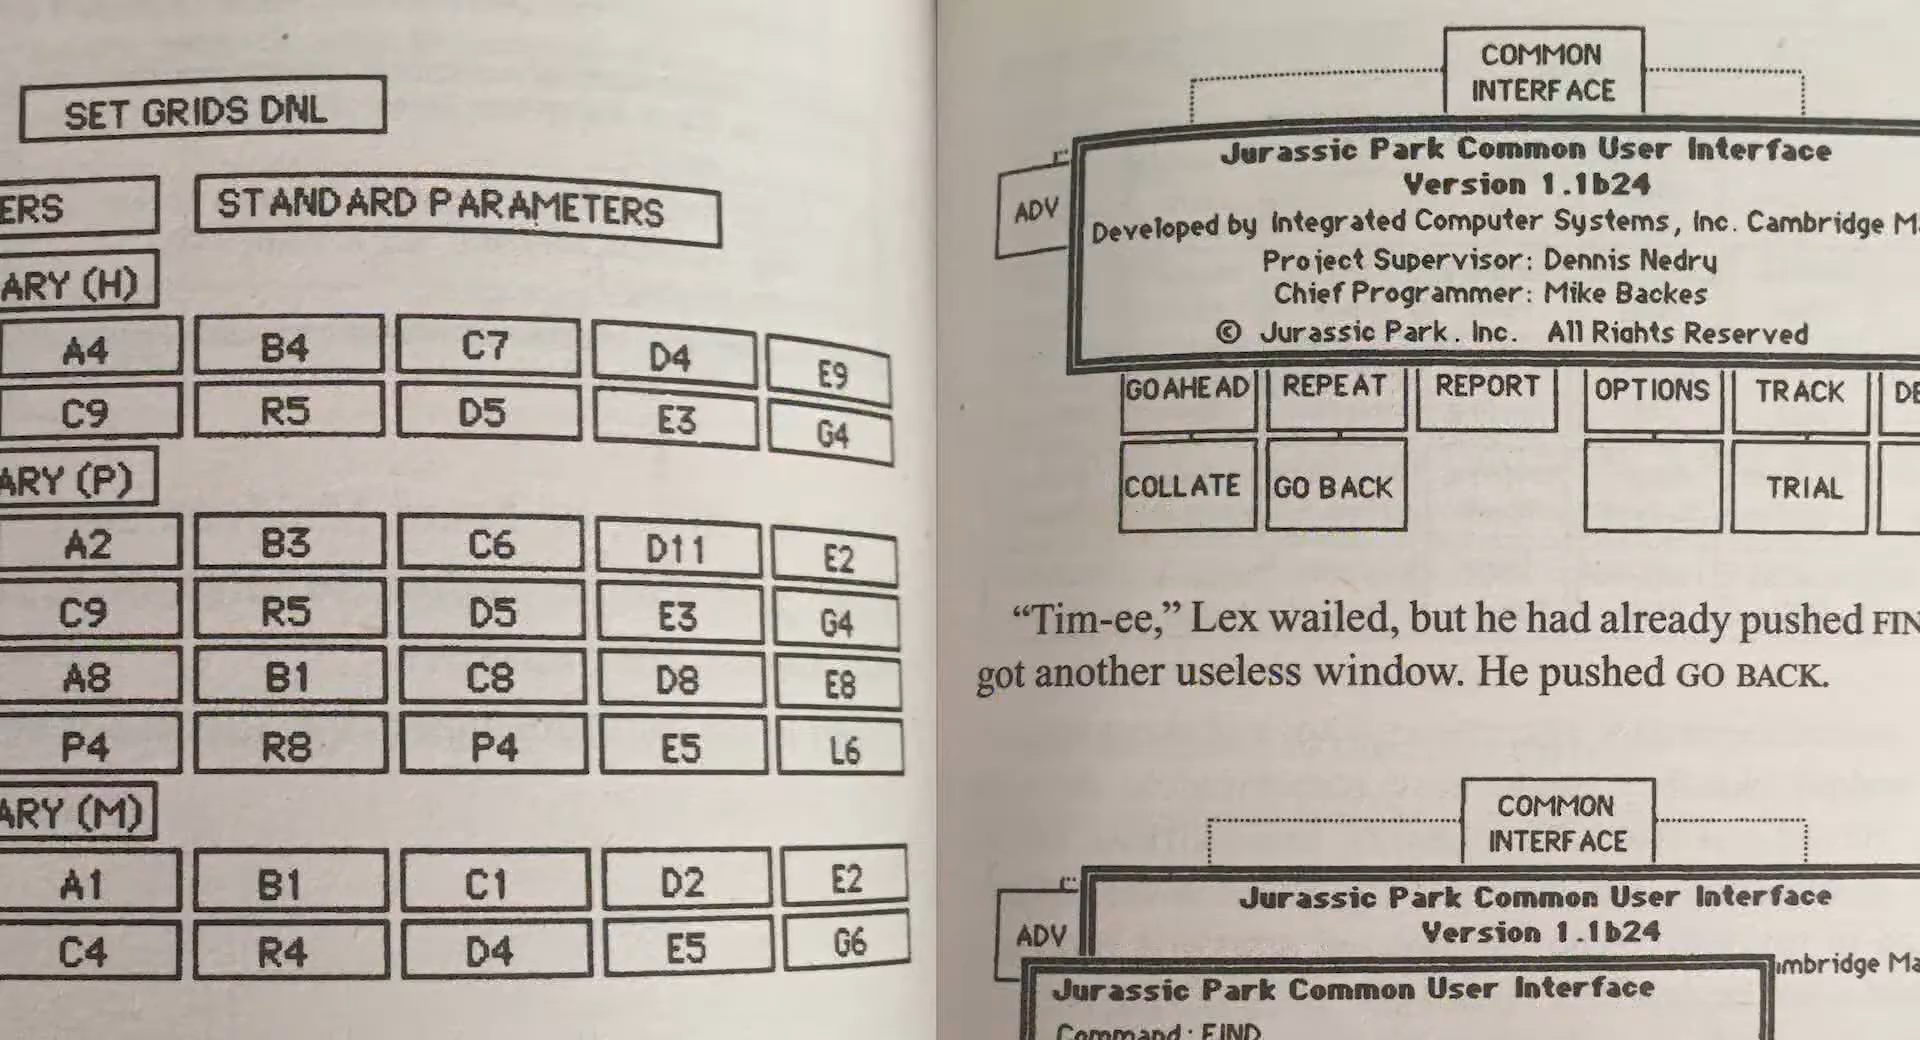 SET GRIDS DNL
ERS STANDARD PARAMETERS
ARY (H)
A4 B4 C7 D4 E9
C9 R5 D5 E3 G4
ARY (P)
A2 B3 C6 D11 E2
C9 R5 D5 E3 G4
A8 B1 C8 D8 E8
P4 R8 P4 E5 L6
ARY (M)
A1 B1 C1 D2 E2
C4 R4 D4 E5 G6
COMMON
INTERFACE
ADV
Jurassic Park Common User Interface
Version 1.1b24
Developed by Integrated Computer Systems, Inc. Cambridge M
Project Supervisor: Dennis Nedry
Chief Programmer: Mike Backes
© Jurassic Park. Inc. All Rights Reserved
GO AHEAD REPEAT REPORT OPTIONS TRACK DE
COLLATE GO BACK TRIAL
“Tim-ee,” Lex wailed, but he had already pushed FIN
got another useless window. He pushed GO BACK.
COMMON
INTERFACE
ADV
Jurassic Park Common User Interface
Version 1.1b24
mbridge Ma
Jurassic Park Common User Interface
Command: FIND